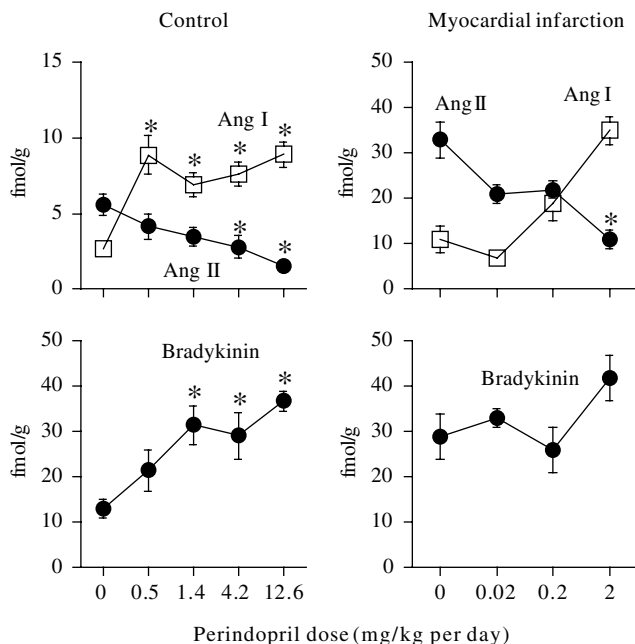 Control
Myocardial infarction
fmol/g
15
10
5
0
Ang I
Ang II
* * * *
* *
fmol/g
50
40
30
20
10
0
Ang II
Ang I
*
fmol/g
50
40
30
20
10
0
Bradykinin
* * *
0 0.5 1.4 4.2 12.6
fmol/g
50
40
30
20
10
0
Bradykinin
0 0.02 0.2 2
Perindopril dose (mg/kg per day)